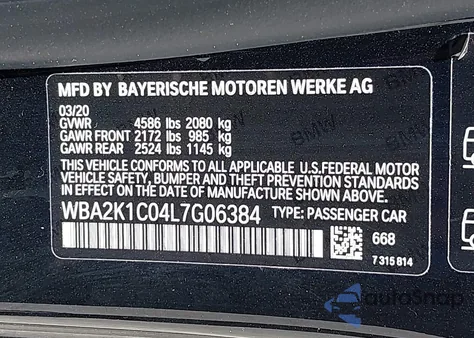 MFD BY BAYERISCHE MOTOREN WERKE AG
03/20
GVWR 4586 lbs 2080 kg
GAWR FRONT 2172 lbs 985 kg
GAWR REAR 2524 lbs 1145 kg
THIS VEHICLE CONFORMS TO ALL APPLICABLE U.S.FEDERAL MOTOR
VEHICLE SAFETY, BUMPER AND THEFT PREVENTION STANDARDS
IN EFFECT ON THE DATE OF MANUFACTURE SHOWN ABOVE.
WBA2K1C04L7G06384 TYPE: PASSENGER CAR
668
7 315 814
autoSnap